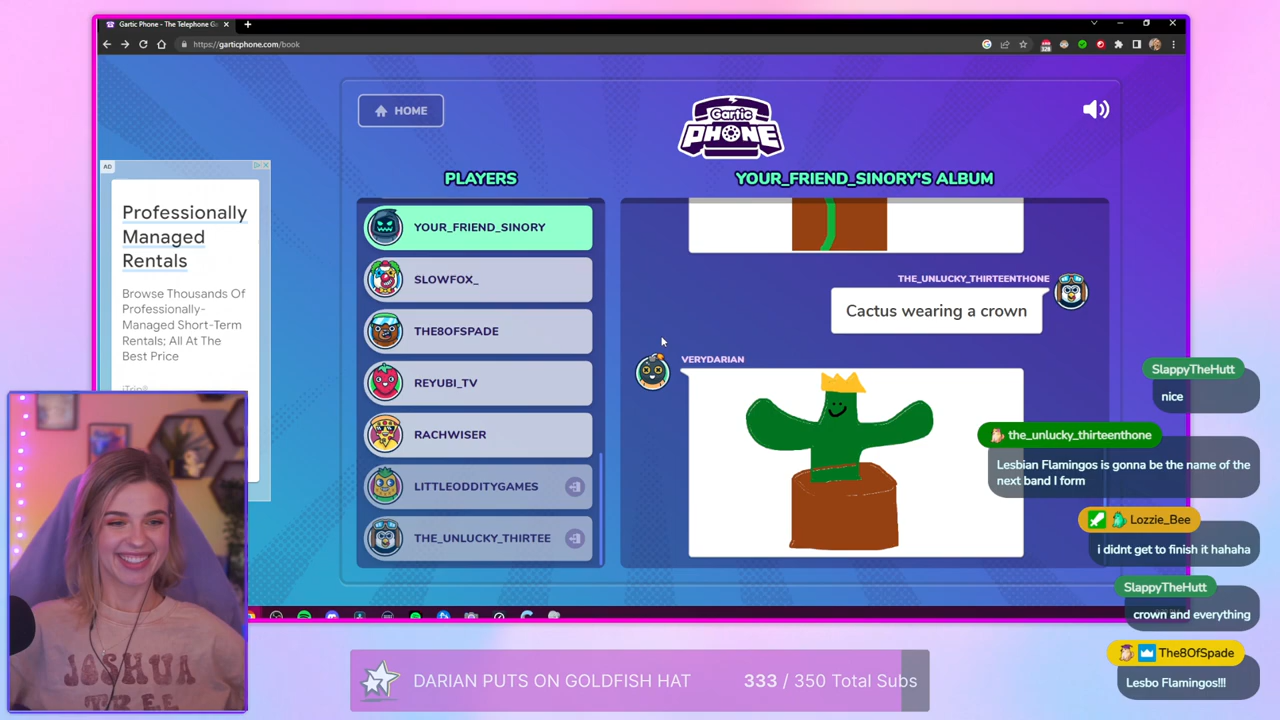 Gartic Phone - The Telephone Ga
https://garticphone.com/book
328
HOME
Gartic
PHONE
PLAYERS
YOUR_FRIEND_SINORY'S ALBUM
AD
Professionally
Managed
Rentals
Browse Thousands Of
Professionally-
Managed Short-Term
Rentals; All At The
Best Price
YOUR_FRIEND_SINORY
SLOWFOX_
THE8OFSPADE
REYUBI_TV
RACHWISER
LITTLEODDITYGAMES
THE_UNLUCKY_THIRTEE
THE_UNLUCKY_THIRTEENTHONE
Cactus wearing a crown
VERYDARIAN
SlappyTheHutt
nice
the_unlucky_thirteenthone
Lesbian Flamingos is gonna be the name of the
next band I form
Lozzie_Bee
i didnt get to finish it hahaha
SlappyTheHutt
crown and everything
The8OfSpade
Lesbo Flamingos!!!
JOSHUA
TREE
DARIAN PUTS ON GOLDFISH HAT
333 / 350 Total Subs